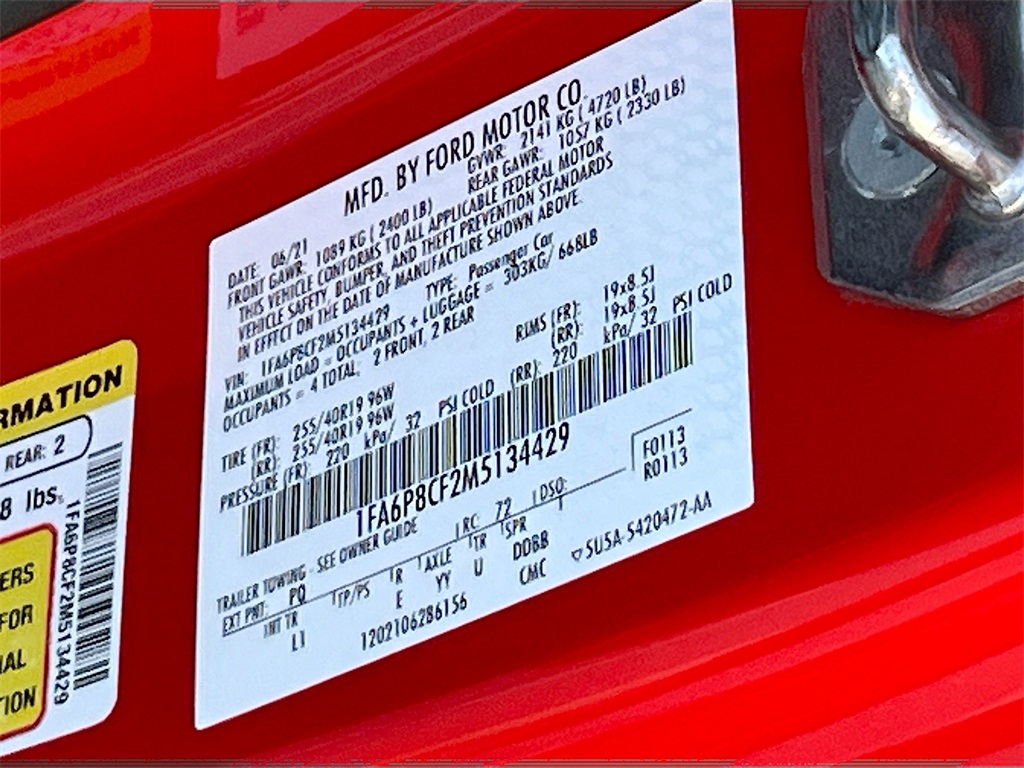 MFD. BY FORD MOTOR CO.
DATE: 06/21 GVWR: 2141 KG ( 4720 LB)
FRONT GAWR: 1089 KG ( 2400 LB) REAR GAWR: 1057 KG ( 2330 LB)
THIS VEHICLE CONFORMS TO ALL APPLICABLE FEDERAL MOTOR
VEHICLE SAFETY, BUMPER, AND THEFT PREVENTION STANDARDS
IN EFFECT ON THE DATE OF MANUFACTURE SHOWN ABOVE.
VIN: 1FA6P8CF2M5134429 TYPE: Passenger Car
MAXIMUM LOAD = OCCUPANTS + LUGGAGE = 303KG/ 668LB
OCCUPANTS = 4 TOTAL; 2 FRONT, 2 REAR
TIRE (FR): 255/40R19 96W RIMS (FR): 19x8.5J
(RR): 255/40R19 96W (RR): 19x8.5J
PRESSURE (FR): 220 kPa/ 32 PSI COLD (RR): 220 kPa/ 32 PSI COLD
1FA6P8CF2M5134429
TRAILER TOWING - SEE OWNER GUIDE
EXT PNT: PQ RC: 72 DSO:
F0113
R0113
INT TR TP/PS R AXLE TR SPR
LI E YY U DDBB
CMC
1202106286156
▽ 5U5A-5420472-AA
RMATION
REAR: 2
8 lbs.
1FA6P8CF2M5134429
ERS
FOR
IAL
TION